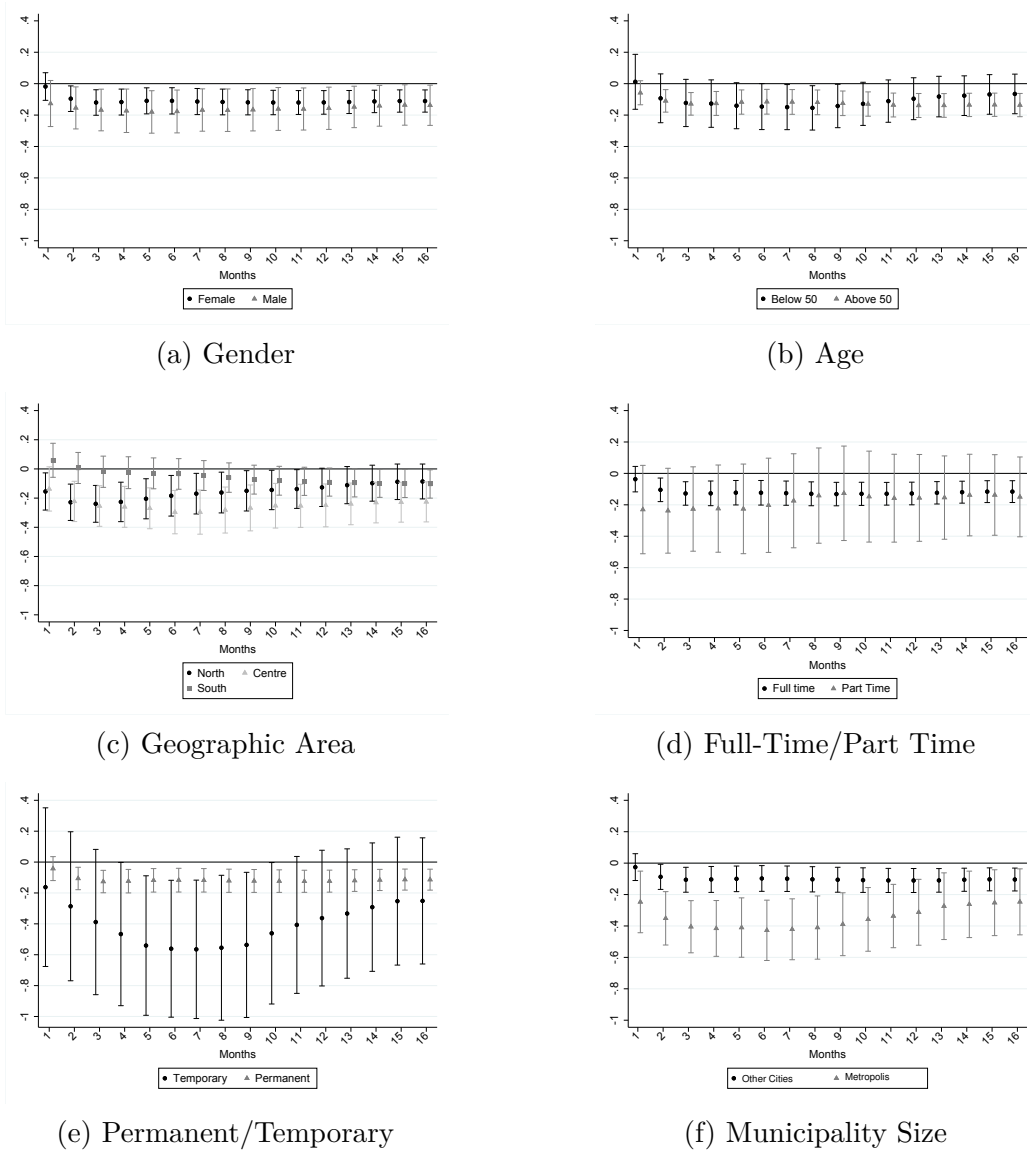 .4
.2
0
-.2
-.4
-.6
-.8
-1
1 2 3 4 5 6 7 8 9 10 11 12 13 14 15 16
Months
Female Male
(a) Gender
.4
.2
0
-.2
-.4
-.6
-.8
-1
1 2 3 4 5 6 7 8 9 10 11 12 13 14 15 16
Months
Below 50 Above 50
(b) Age
.4
.2
0
-.2
-.4
-.6
-.8
-1
1 2 3 4 5 6 7 8 9 10 11 12 13 14 15 16
Months
North Centre
South
(c) Geographic Area
.4
.2
0
-.2
-.4
-.6
-.8
-1
1 2 3 4 5 6 7 8 9 10 11 12 13 14 15 16
Months
Full time Part Time
(d) Full-Time/Part Time
.4
.2
0
-.2
-.4
-.6
-.8
-1
1 2 3 4 5 6 7 8 9 10 11 12 13 14 15 16
Months
Temporary Permanent
(e) Permanent/Temporary
.4
.2
0
-.2
-.4
-.6
-.8
-1
1 2 3 4 5 6 7 8 9 10 11 12 13 14 15 16
Months
Other Cities Metropolis
(f) Municipality Size